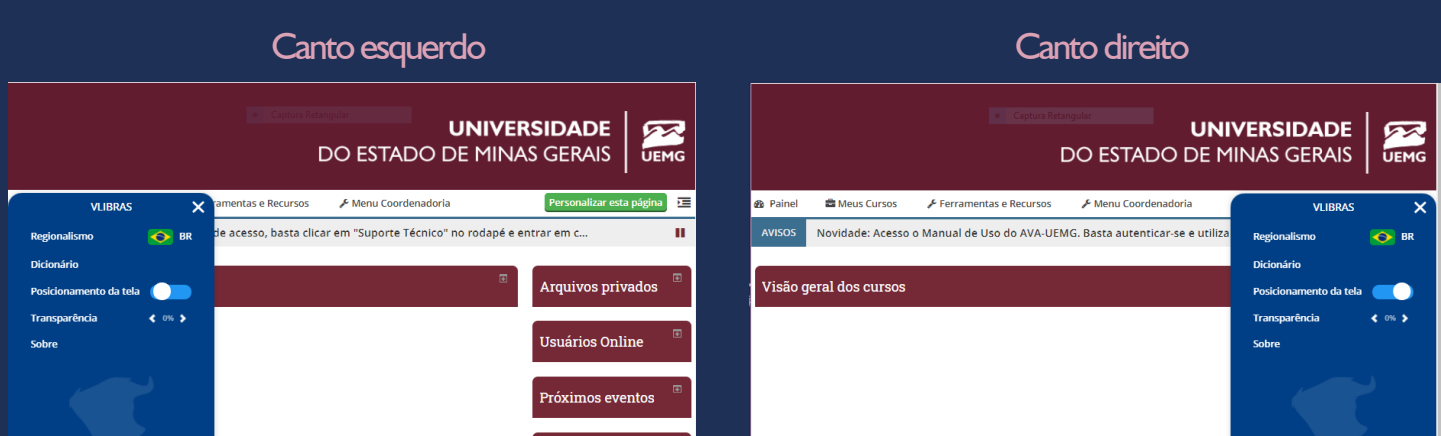 Canto esquerdo
Captura Retangular
UNIVERSIDADE
DO ESTADO DE MINAS GERAIS
UEMG
VLIBRAS
ramentas e Recursos
Menu Coordenadoria
Personalizar esta página
Regionalismo BR
de acesso, basta clicar em "Suporte Técnico" no rodapé e entrar em c...
Dicionário
Posicionamento da tela
Transparência 0%
Sobre
Arquivos privados
Usuários Online
Próximos eventos
Canto direito
Captura Retangular
UNIVERSIDADE
DO ESTADO DE MINAS GERAIS
UEMG
Painel
Meus Cursos
Ferramentas e Recursos
Menu Coordenadoria
AVISOS
Novidade: Acesso o Manual de Uso do AVA-UEMG. Basta autenticar-se e utiliza
Visão geral dos cursos
VLIBRAS
Regionalismo BR
Dicionário
Posicionamento da tela
Transparência 0%
Sobre